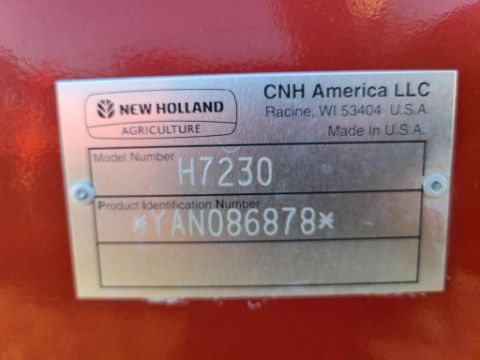 NEW HOLLAND
AGRICULTURE
CNH America LLC
Racine, WI 53404 U.S.A.
Made In U.S.A.
Model Number
H7230
Product Identification Number
*YAN086878*